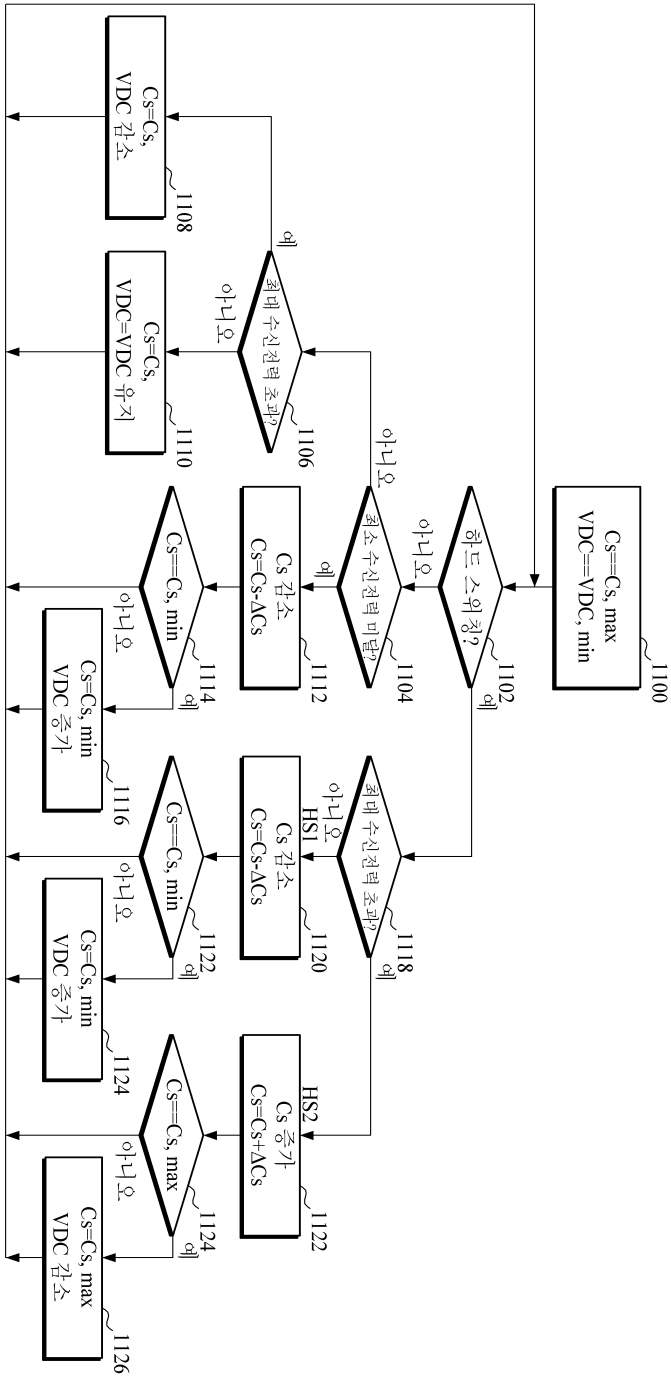 Cs==Cs, max
VDC==VDC, min
1100
하드 스위칭?
1102
예
아니오
최소 수신전력 미달?
1104
아니오
예
최대 수신전력 초과?
1118
예
아니오
HS1
HS2
최대 수신전력 초과?
1106
예
아니오
Cs 감소
Cs=Cs-ΔCs
1112
Cs 감소
Cs=Cs-ΔCs
1120
Cs 증가
Cs=Cs+ΔCs
1122
Cs=Cs,
VDC 감소
1108
Cs=Cs,
VDC=VDC 유지
1110
Cs==Cs, min
1114
예
아니오
Cs==Cs, min
1122
예
아니오
Cs==Cs, max
1124
예
아니오
Cs=Cs, min
VDC 증가
1116
Cs=Cs, min
VDC 증가
1124
Cs=Cs, max
VDC 감소
1126